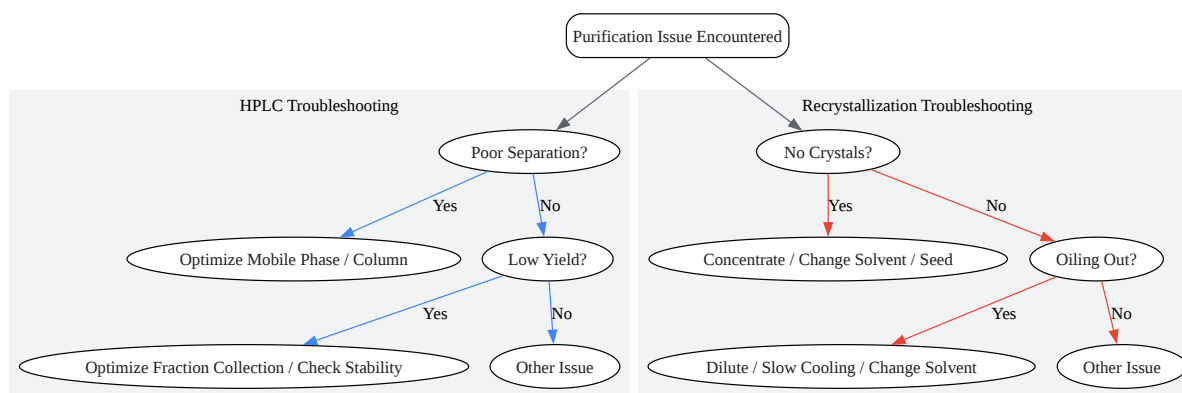 Purification Issue Encountered
HPLC Troubleshooting
Poor Separation?
Yes
No
Optimize Mobile Phase / Column
Low Yield?
Yes
No
Optimize Fraction Collection / Check Stability
Other Issue
Recrystallization Troubleshooting
No Crystals?
Yes
No
Concentrate / Change Solvent / Seed
Oiling Out?
Yes
No
Dilute / Slow Cooling / Change Solvent
Other Issue